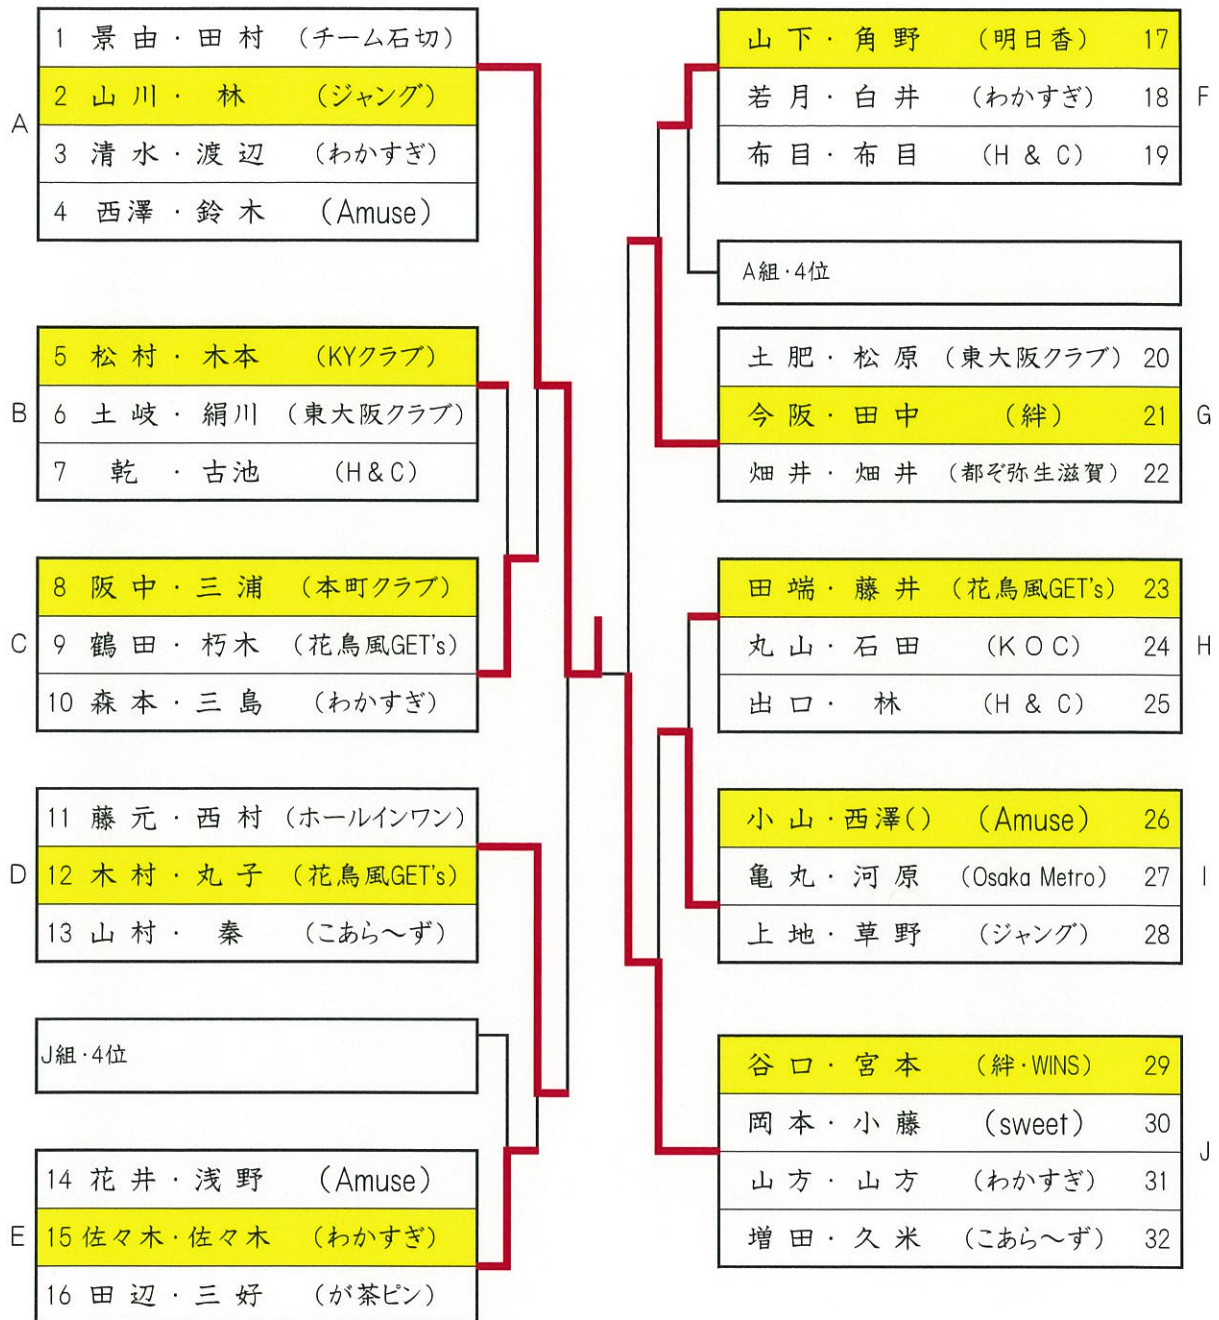 A
1 景由・田村 (チーム石切)
2 山川・林 (ジャング)
3 清水・渡辺 (わかすぎ)
4 西澤・鈴木 (Amuse)
B
5 松村・木本 (KYクラブ)
6 土岐・絹川 (東大阪クラブ)
7 乾・古池 (H&C)
C
8 阪中・三浦 (本町クラブ)
9 鶴田・朽木 (花鳥風GET's)
10 森本・三島 (わかすぎ)
D
11 藤元・西村 (ホールインワン)
12 木村・丸子 (花鳥風GET's)
13 山村・秦 (こあら～ず)
J組・4位
E
14 花井・浅野 (Amuse)
15 佐々木・佐々木 (わかすぎ)
16 田辺・三好 (が茶ピン)
山下・角野 (明日香) 17
若月・白井 (わかすぎ) 18
布目・布目 (H & C) 19
F
A組・4位
土肥・松原 (東大阪クラブ) 20
今阪・田中 (絆) 21
畑井・畑井 (都ぞ弥生滋賀) 22
G
田端・藤井 (花鳥風GET's) 23
丸山・石田 (KOC) 24
出口・林 (H & C) 25
H
小山・西澤() (Amuse) 26
亀丸・河原 (Osaka Metro) 27
上地・草野 (ジャング) 28
I
谷口・宮本 (絆・WINS) 29
岡本・小藤 (sweet) 30
山方・山方 (わかすぎ) 31
増田・久米 (こあら～ず) 32
J